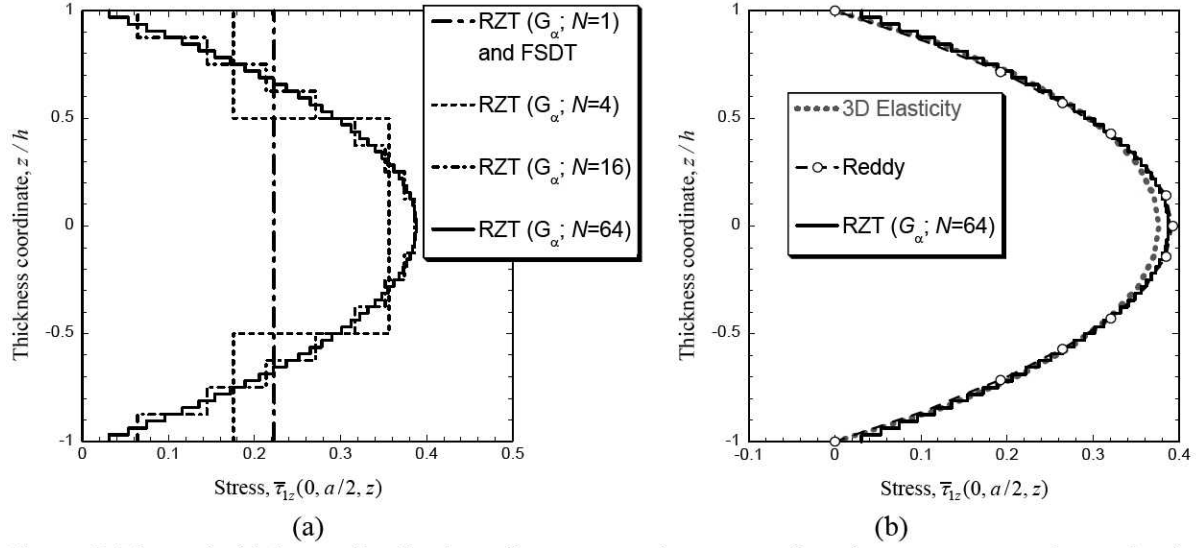 RZT (Gα; N=1)
and FSDT
RZT (Gα; N=4)
RZT (Gα; N=16)
RZT (Gα; N=64)
Thickness coordinate, z / h
1
0.5
0
-0.5
-1
0
0.1
0.2
0.3
0.4
0.5
Stress, τ̅1z(0, a/2, z)
(a)
3D Elasticity
Reddy
RZT (Gα; N=64)
Thickness coordinate, z / h
1
0.5
0
-0.5
-1
-0.1
0
0.1
0.2
0.3
0.4
Stress, τ̅1z(0, a/2, z)
(b)